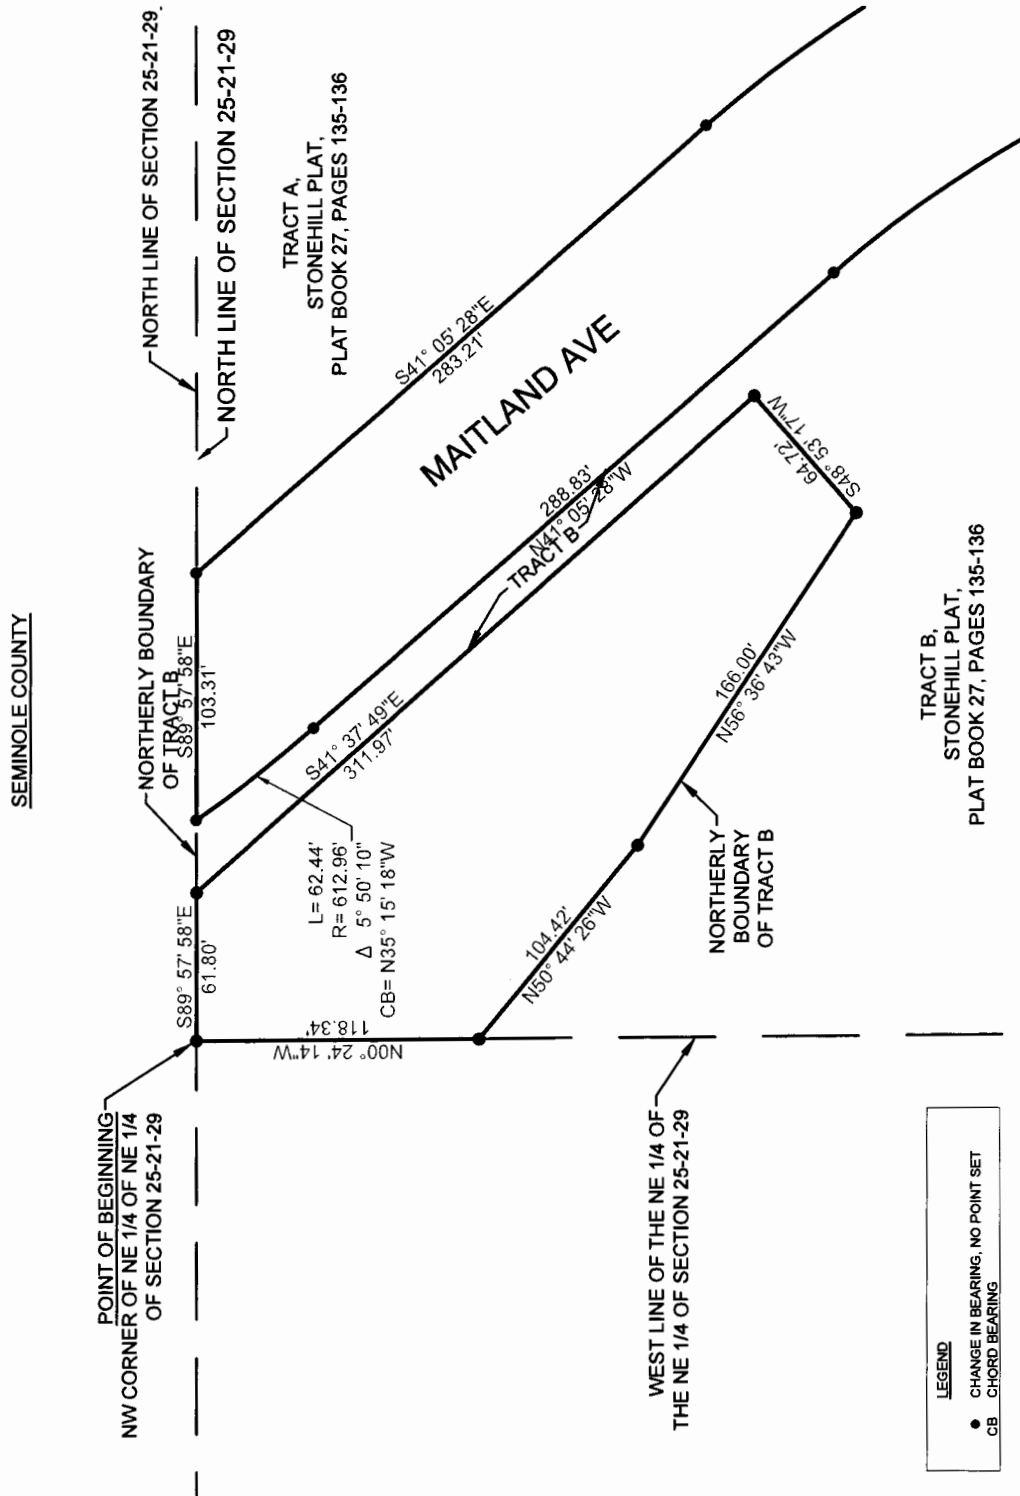 SEMINOLE COUNTY
NORTH LINE OF SECTION 25-21-29.
NORTH LINE OF SECTION 25-21-29
TRACT A,
STONEHILL PLAT,
PLAT BOOK 27, PAGES 135-136
NORTHERLY BOUNDARY
OF TRACT B
S89° 57' 58"E
103.31'
S41° 05' 28"E
283.21'
MAITLAND AVE
288.83'
N41° 05' 28"W
TRACT B
S41° 37' 49"E
311.97'
64.72'
S48° 53' 17"W
L= 62.44'
R= 612.96'
Δ 5° 50' 10"
CB= N35° 15' 18"W
S89° 57' 58"E
61.80'
POINT OF BEGINNING
NW CORNER OF NE 1/4 OF NE 1/4
OF SECTION 25-21-29
118.34'
N00° 24' 14"W
104.42'
N50° 44' 26"W
166.00'
N56° 36' 43"W
NORTHERLY
BOUNDARY
OF TRACT B
TRACT B,
STONEHILL PLAT,
PLAT BOOK 27, PAGES 135-136
WEST LINE OF THE NE 1/4 OF
THE NE 1/4 OF SECTION 25-21-29
LEGEND
● CHANGE IN BEARING, NO POINT SET
CB CHORD BEARING